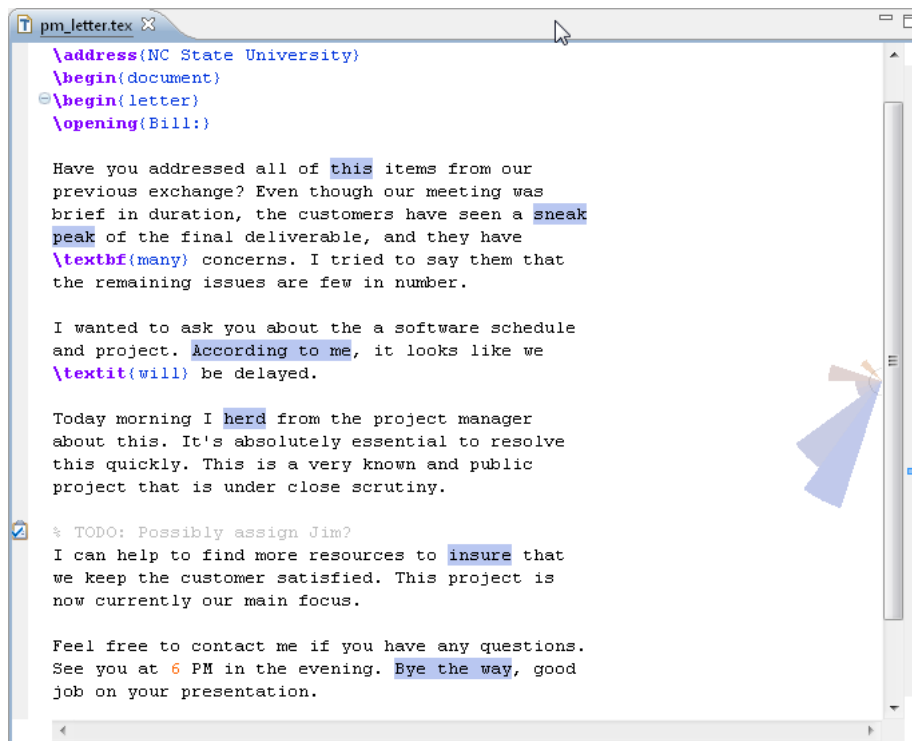 pm_letter.tex
\address{NC State University}
\begin{document}
\begin{letter}
\opening{Bill:}
Have you addressed all of this items from our
previous exchange? Even though our meeting was
brief in duration, the customers have seen a sneak
peak of the final deliverable, and they have
\textbf{many} concerns. I tried to say them that
the remaining issues are few in number.
I wanted to ask you about the a software schedule
and project. According to me, it looks like we
\textit{will} be delayed.
Today morning I herd from the project manager
about this. It's absolutely essential to resolve
this quickly. This is a very known and public
project that is under close scrutiny.
% TODO: Possibly assign Jim?
I can help to find more resources to insure that
we keep the customer satisfied. This project is
now currently our main focus.
Feel free to contact me if you have any questions.
See you at 6 PM in the evening. Bye the way, good
job on your presentation.